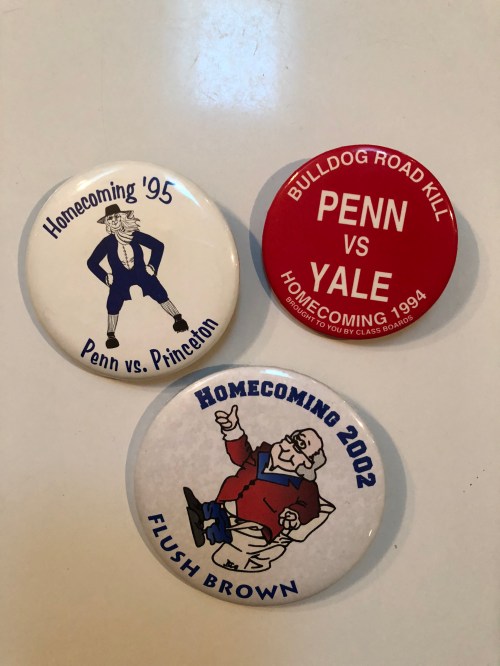 Homecoming '95
Penn vs. Princeton
BULLDOG ROAD KILL
PENN
VS
YALE
HOMECOMING 1994
BROUGHT TO YOU BY CLASS BOARDS
HOMECOMING 2002
FLUSH BROWN